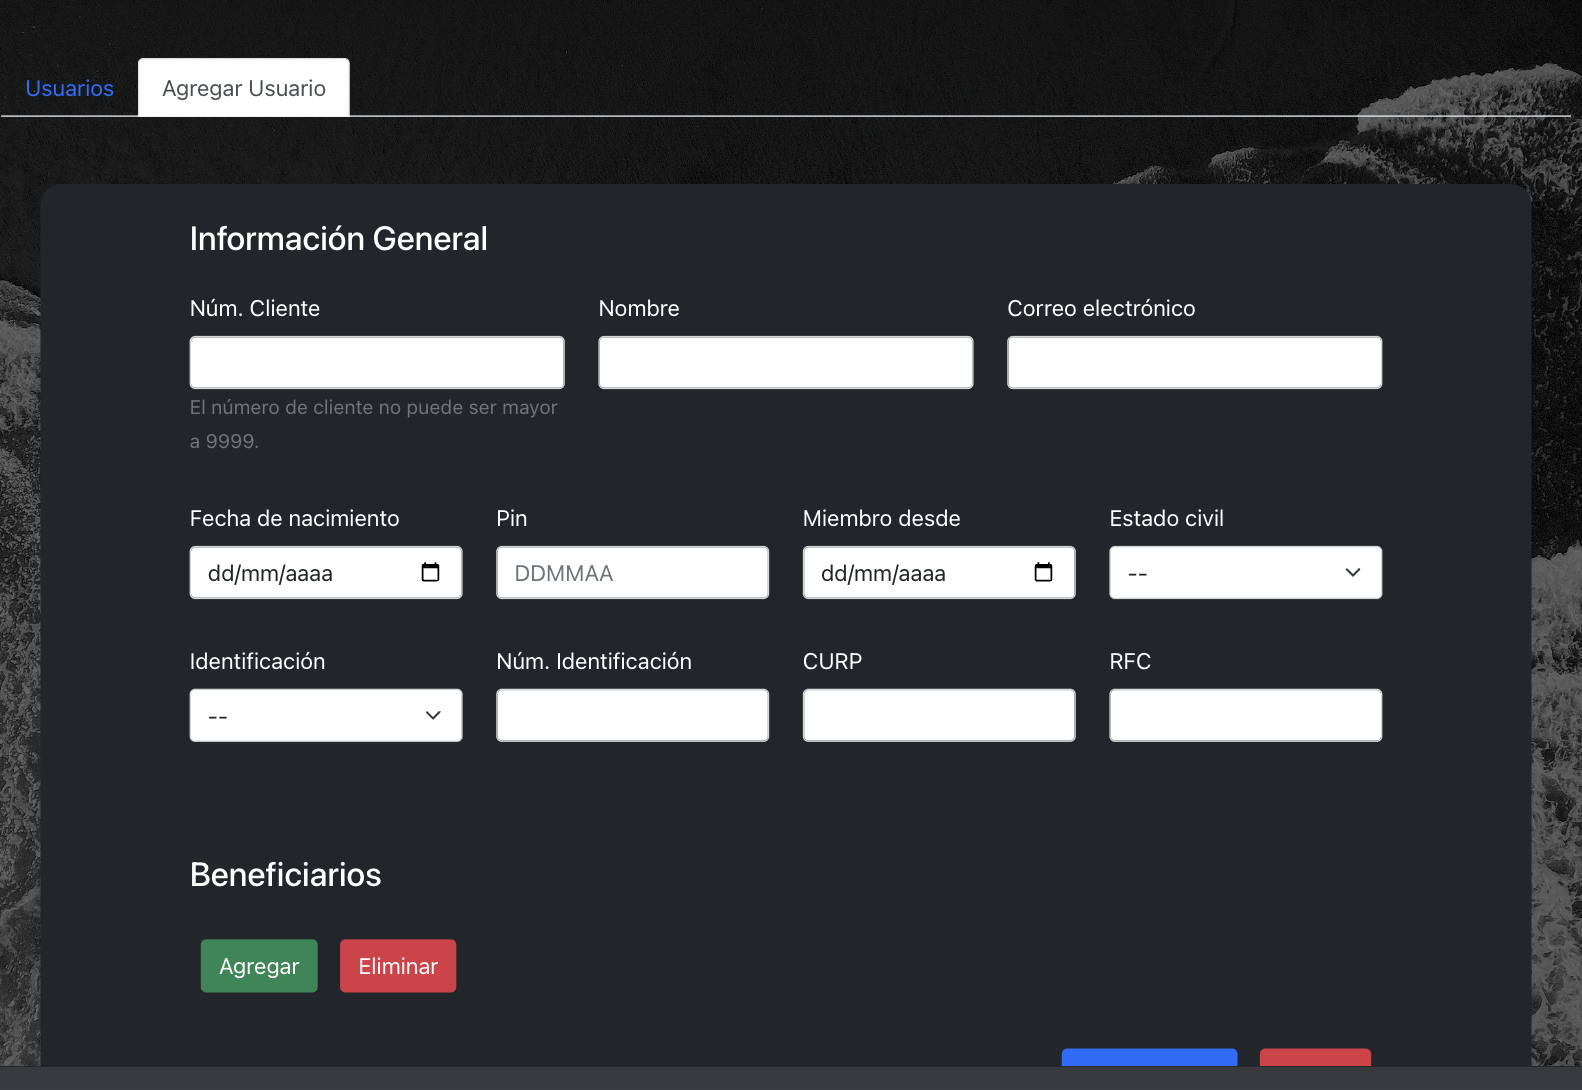 Usuarios
Agregar Usuario
Información General
Núm. Cliente
Nombre
Correo electrónico
El número de cliente no puede ser mayor
a 9999.
Fecha de nacimiento
Pin
Miembro desde
Estado civil
dd/mm/aaaa
DDMMAA
dd/mm/aaaa
--
Identificación
Núm. Identificación
CURP
RFC
--
Beneficiarios
Agregar
Eliminar